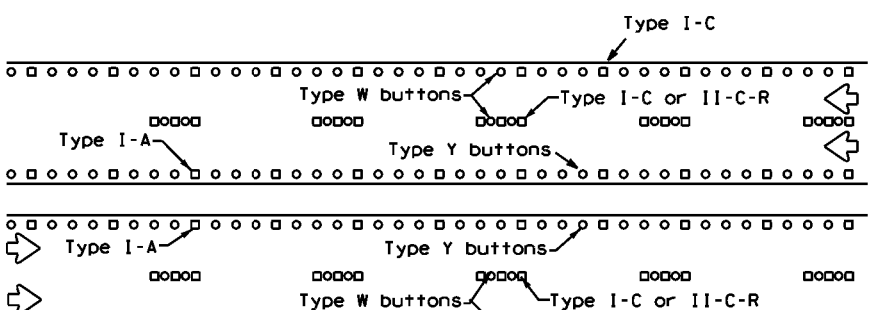 Type I-C
Type W buttons
Type I-C or II-C-R
Type I-A
Type Y buttons
Type I-A
Type Y buttons
Type W buttons
Type I-C or II-C-R